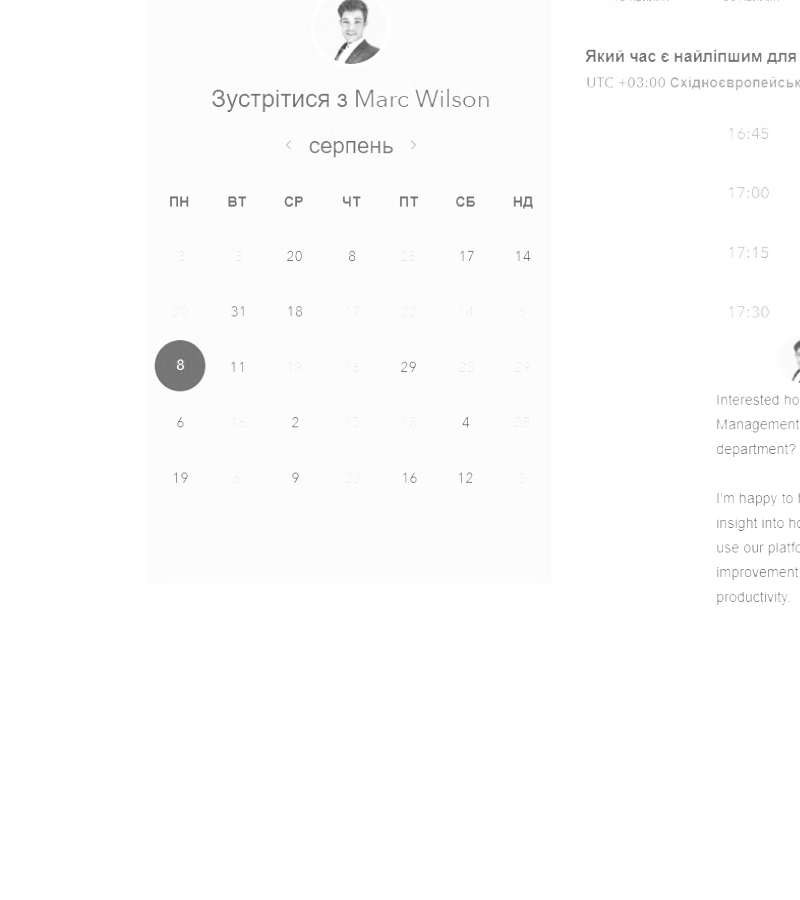 Зустрітися з Marc Wilson
серпень
ПН ВТ СР ЧТ ПТ СБ НД
3 3 20 8 28 17 14
31 18 17 22 14 6
8 11 19 16 29 23 29
6 16 2 13 18 4 28
19 6 9 23 16 12 5
Який час є найліпшим для
UTC +03:00 Східноєвропейськ
16:45
17:00
17:15
17:30
Interested ho
Management
department?
I'm happy to h
insight into ho
use our platfo
improvement
productivity.